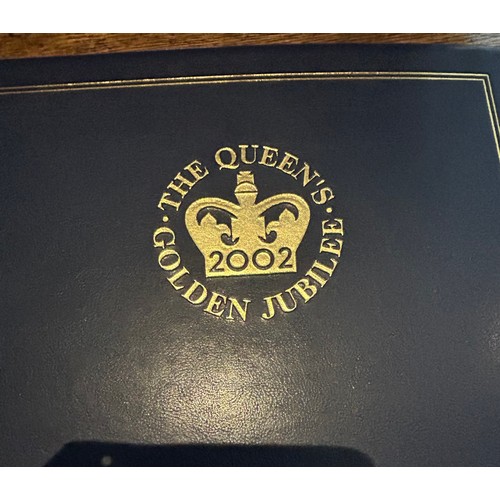 THE QUEEN'S
2002
· GOLDEN JUBILEE ·